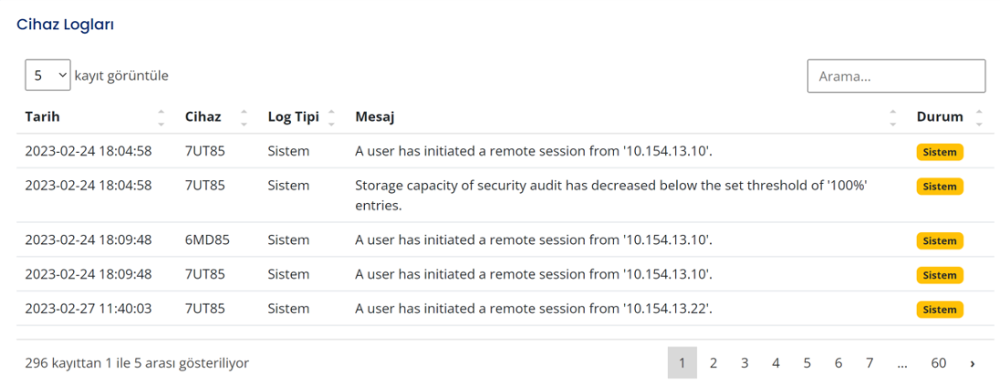 Cihaz Logları
5 kayıt görüntüle
Arama...
Tarih Cihaz Log Tipi Mesaj Durum
2023-02-24 18:04:58 7UT85 Sistem A user has initiated a remote session from '10.154.13.10'. Sistem
2023-02-24 18:04:58 7UT85 Sistem Storage capacity of security audit has decreased below the set threshold of '100%' Sistem
entries.
2023-02-24 18:09:48 6MD85 Sistem A user has initiated a remote session from '10.154.13.10'. Sistem
2023-02-24 18:09:48 7UT85 Sistem A user has initiated a remote session from '10.154.13.10'. Sistem
2023-02-27 11:40:03 7UT85 Sistem A user has initiated a remote session from '10.154.13.22'. Sistem
296 kayıttan 1 ile 5 arası gösteriliyor
1 2 3 4 5 6 7 ... 60 ›